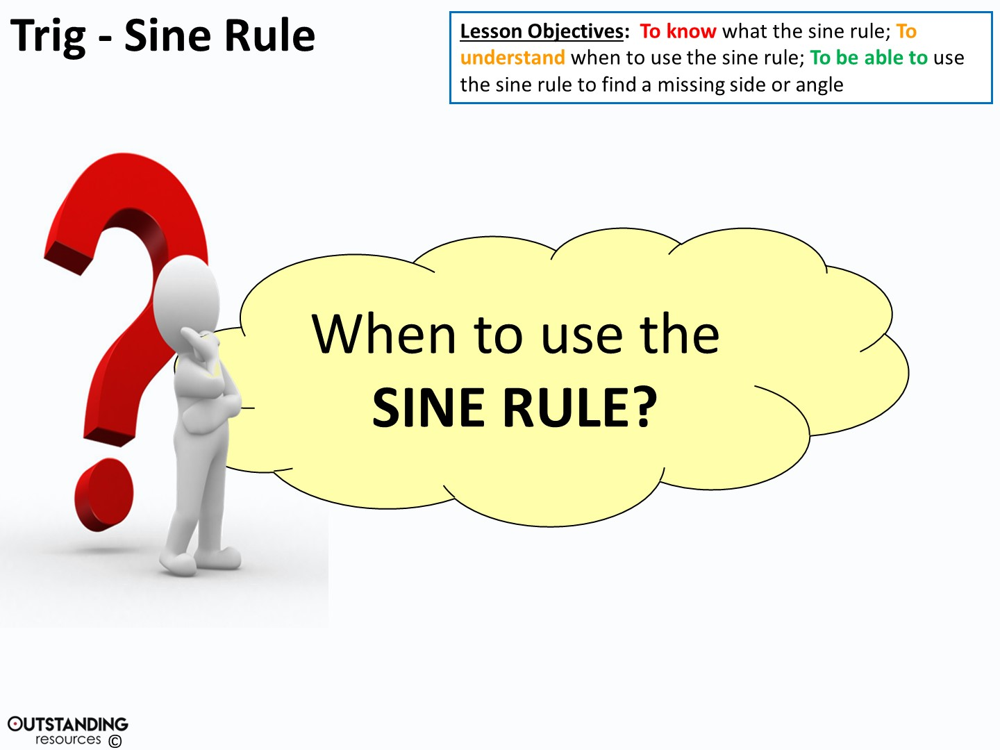 Trig - Sine Rule
Lesson Objectives:  To know what the sine rule; To
understand when to use the sine rule; To be able to use
the sine rule to find a missing side or angle
When to use the
SINE RULE?
OUTSTANDING
resources ©